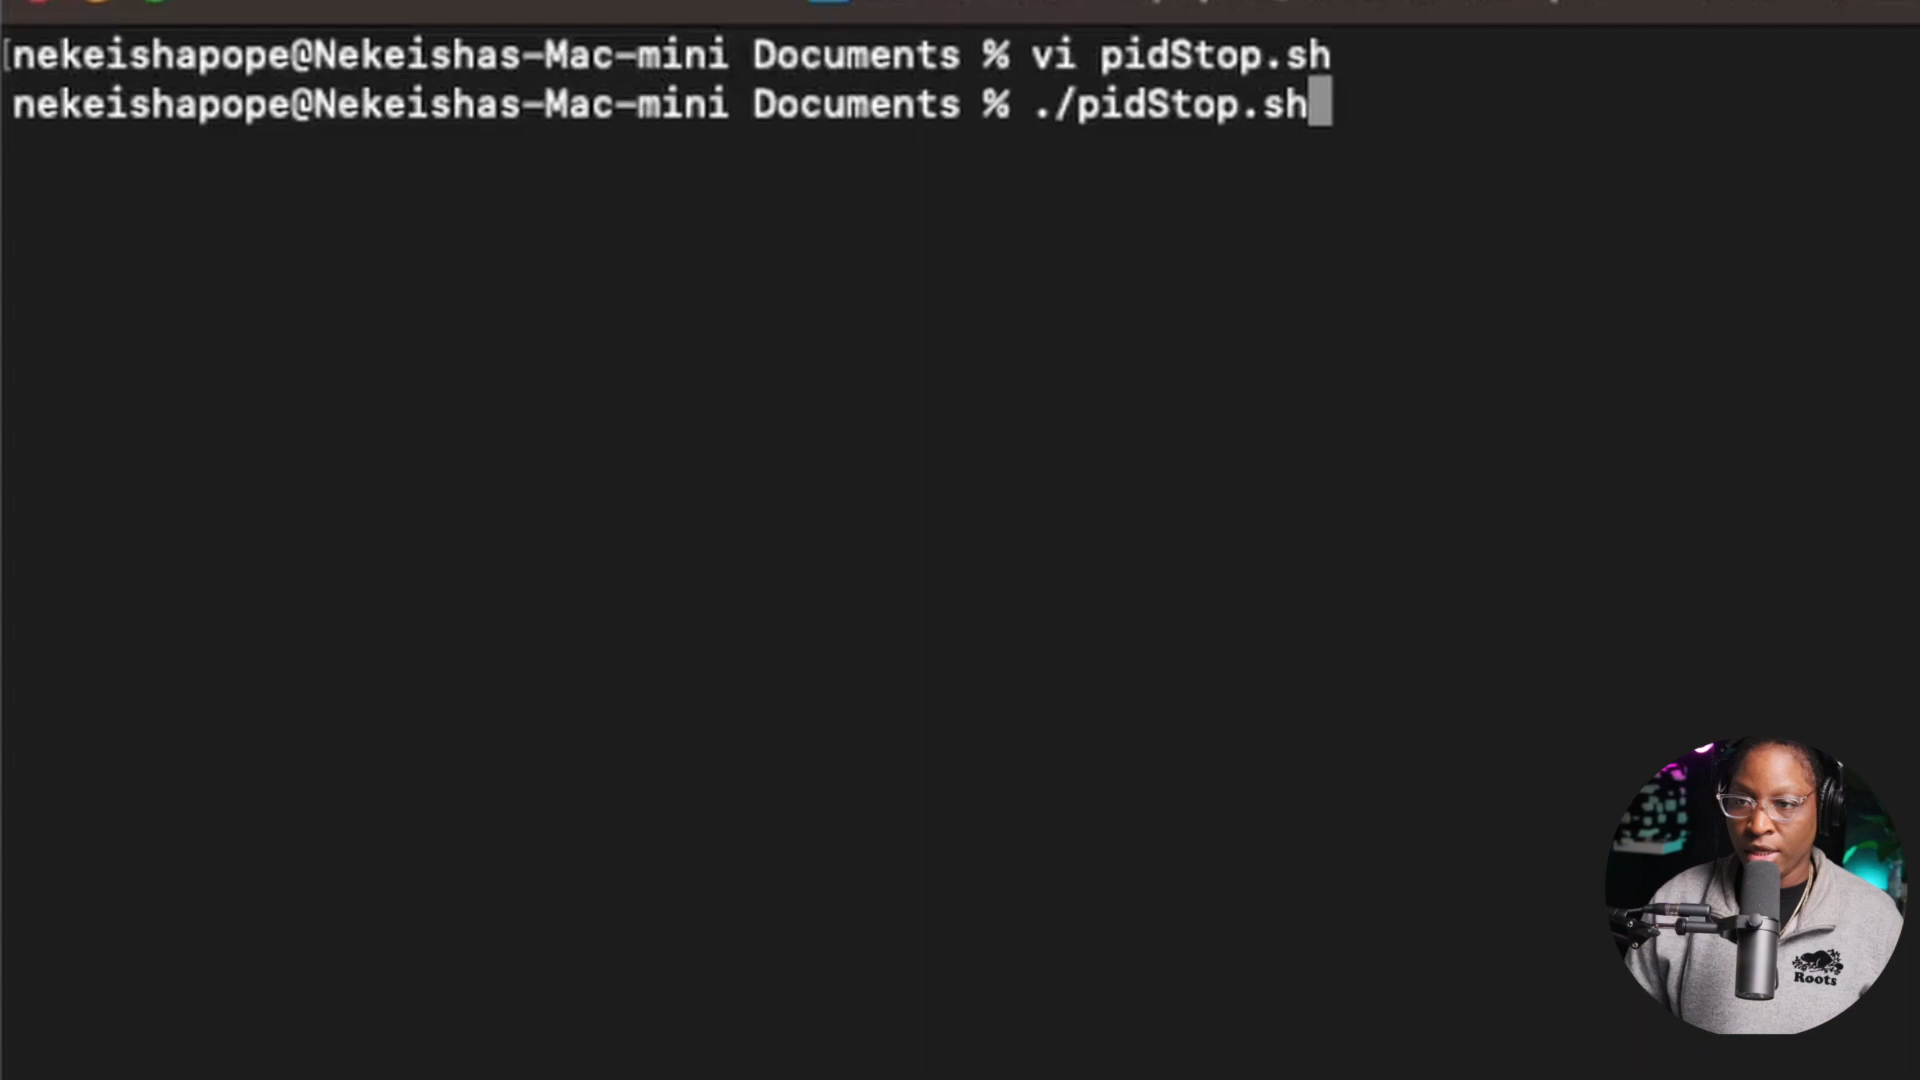 [nekeishapope@Nekeishas-Mac-mini Documents % vi pidStop.sh
nekeishapope@Nekeishas-Mac-mini Documents % ./pidStop.sh
Roots